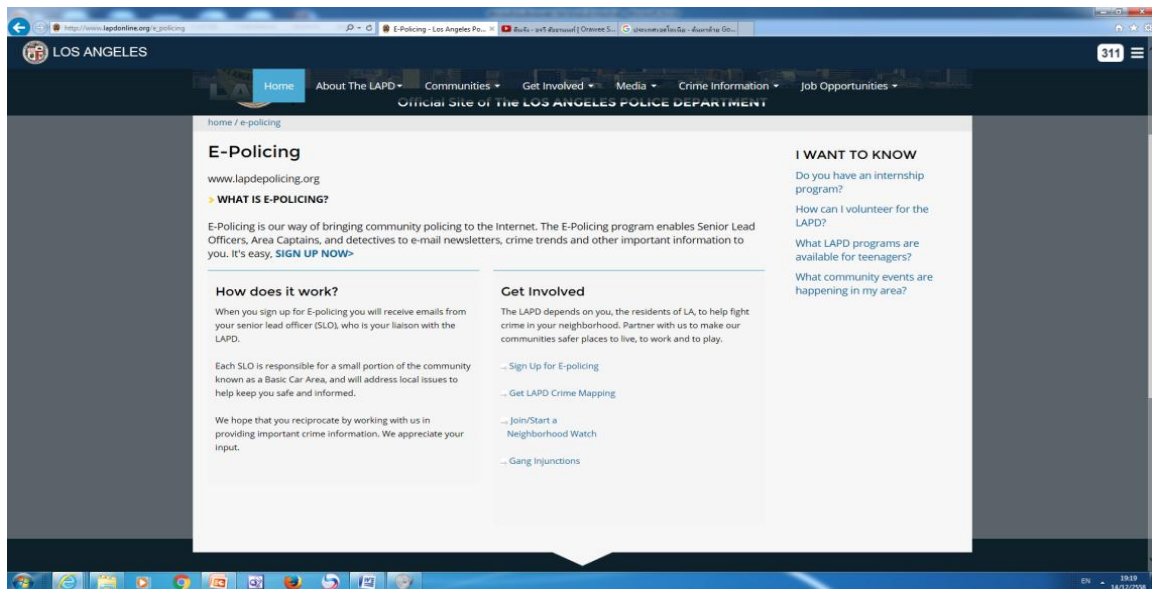 http://www.lapdonline.org/e_policing
E-Policing - Los Angeles Po...
LOS ANGELES
311
Home
About The LAPD
Communities
Get Involved
Media
Crime Information
Job Opportunities
Official Site of The LOS ANGELES POLICE DEPARTMENT
home / e-policing
E-Policing
www.lapdepolicing.org
WHAT IS E-POLICING?
E-Policing is our way of bringing community policing to the Internet. The E-Policing program enables Senior Lead
Officers, Area Captains, and detectives to e-mail newsletters, crime trends and other important information to
you. It's easy, SIGN UP NOW>
How does it work?
When you sign up for E-policing you will receive emails from
your senior lead officer (SLO), who is your liaison with the
LAPD.
Each SLO is responsible for a small portion of the community
known as a Basic Car Area, and will address local issues to
help keep you safe and informed.
We hope that you reciprocate by working with us in
providing important crime information. We appreciate your
input.
Get Involved
The LAPD depends on you, the residents of LA, to help fight
crime in your neighborhood. Partner with us to make our
communities safer places to live, to work and to play.
Sign Up for E-policing
Get LAPD Crime Mapping
Join/Start a
Neighborhood Watch
Gang Injunctions
I WANT TO KNOW
Do you have an internship
program?
How can I volunteer for the
LAPD?
What LAPD programs are
available for teenagers?
What community events are
happening in my area?
EN
19:19
14/12/2558